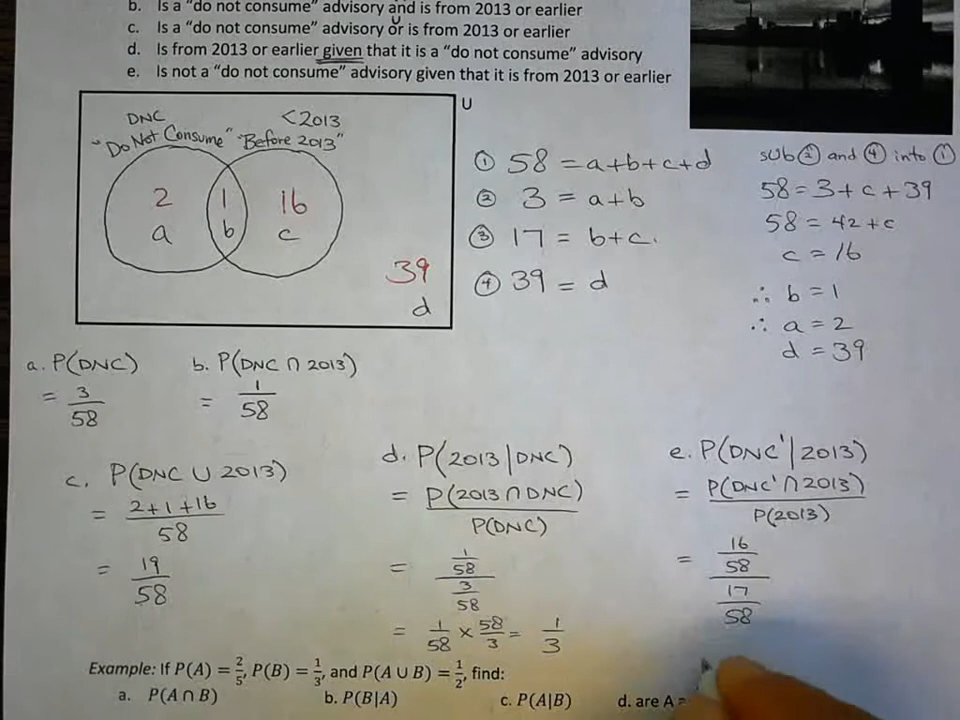 b. Is a "do not consume" advisory and is from 2013 or earlier
c. Is a "do not consume" advisory or is from 2013 or earlier
∪
d. Is from 2013 or earlier given that it is a "do not consume" advisory
e. Is not a "do not consume" advisory given that it is from 2013 or earlier
U
DNC <2013
"Do Not Consume" "Before 2013"
2 1 16
a b c
39
d
① 58 = a+b+c+d
② 3 = a+b
③ 17 = b+c.
④ 39 = d
sub ② and ④ into ①
58 = 3 + c + 39
58 = 42 + c
c = 16
∴ b = 1
∴ a = 2
d = 39
a. P(DNC)
= 3/58
b. P(DNC ∩ 2013)
= 1/58
c. P(DNC ∪ 2013)
= 2+1+16/58
= 19/58
d. P(2013|DNC)
= P(2013 ∩ DNC)/P(DNC)
= 1/58 / 3/58
= 1/58 × 58/3 = 1/3
e. P(DNC'|2013)
= P(DNC' ∩ 2013)/P(2013)
= 16/58 / 17/58
Example: If P(A) = 2/5, P(B) = 1/3, and P(A ∪ B) = 1/2, find:
a. P(A ∩ B) b. P(B|A) c. P(A|B) d. are A